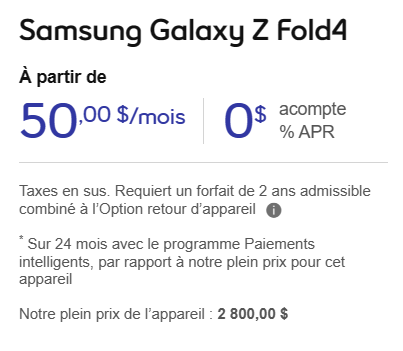 Samsung Galaxy Z Fold4
À partir de
50,00 $/mois
0$ acompte
% APR
Taxes en sus. Requiert un forfait de 2 ans admissible
combiné à l’Option retour d’appareil i
* Sur 24 mois avec le programme Paiements
intelligents, par rapport à notre plein prix pour cet
appareil
Notre plein prix de l’appareil : 2 800,00 $